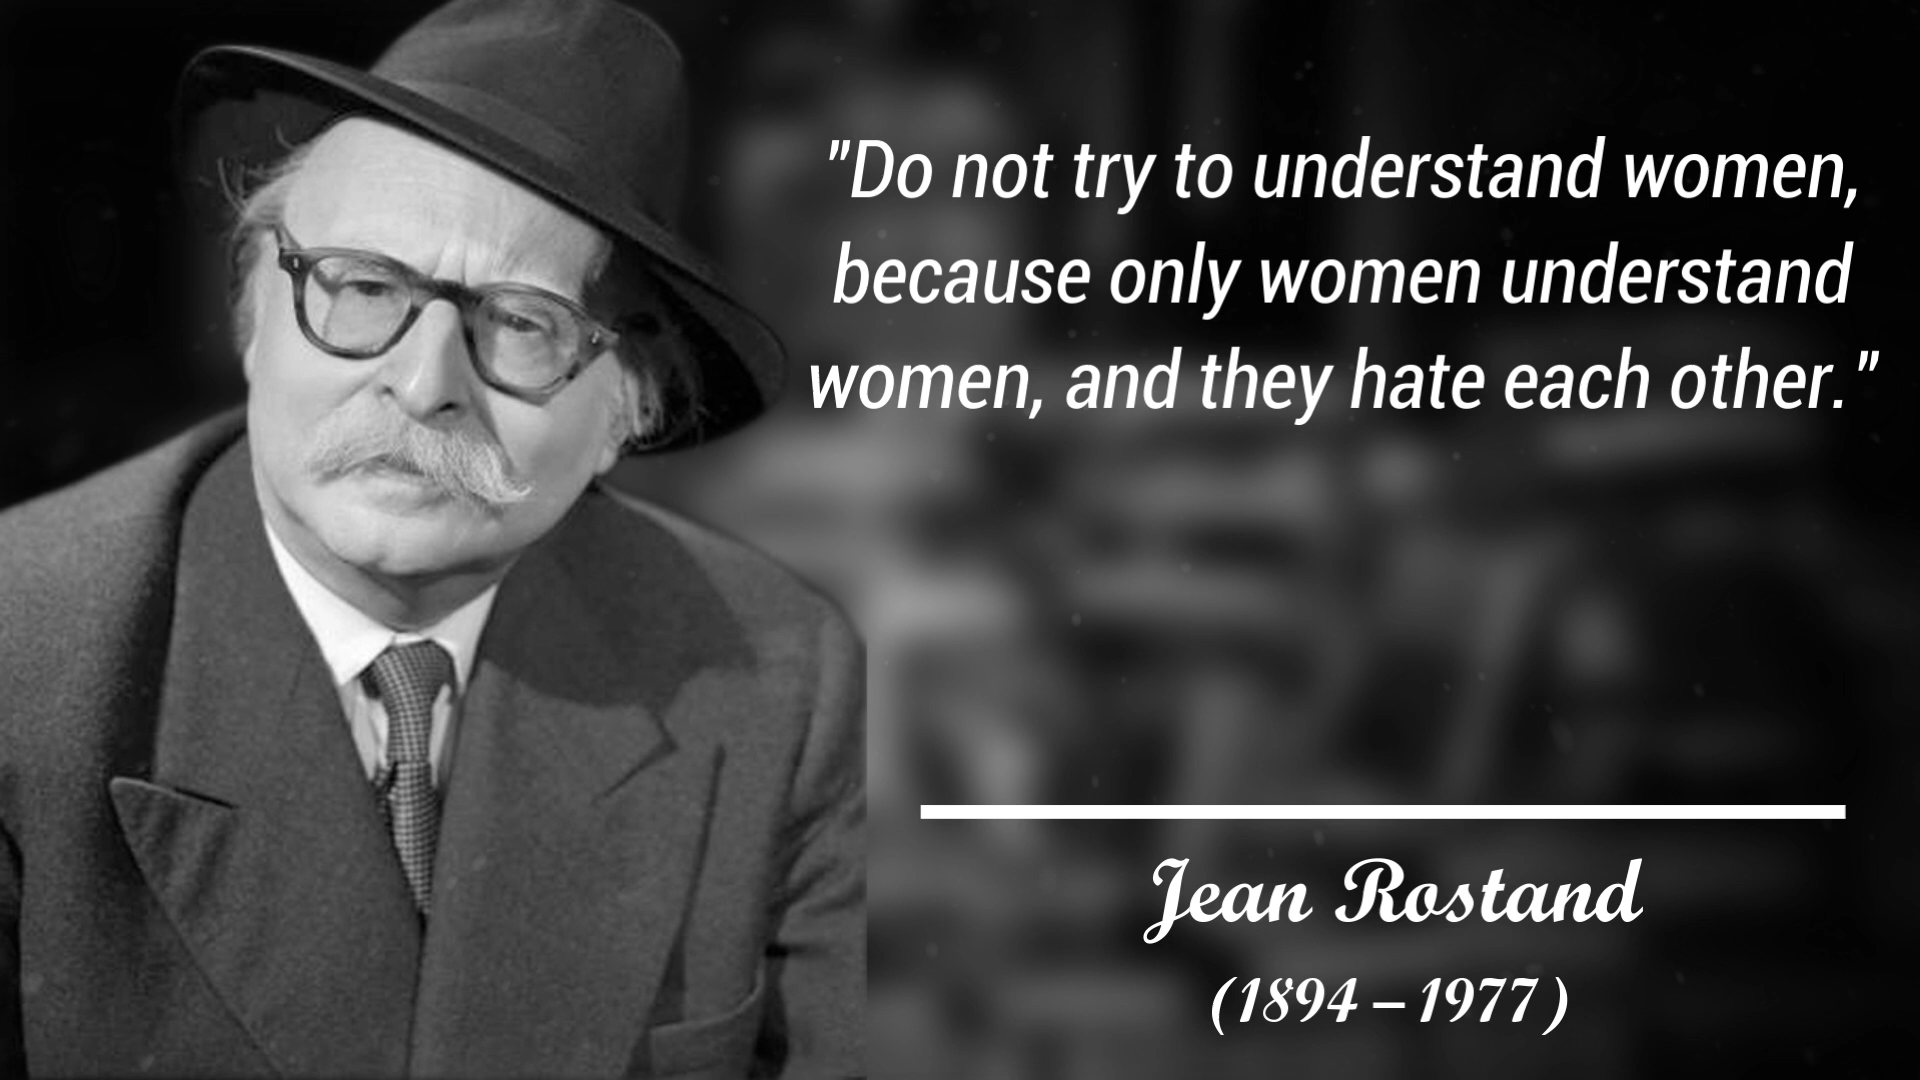 "Do not try to understand women,
because only women understand
women, and they hate each other."
Jean Rostand
(1894 – 1977)